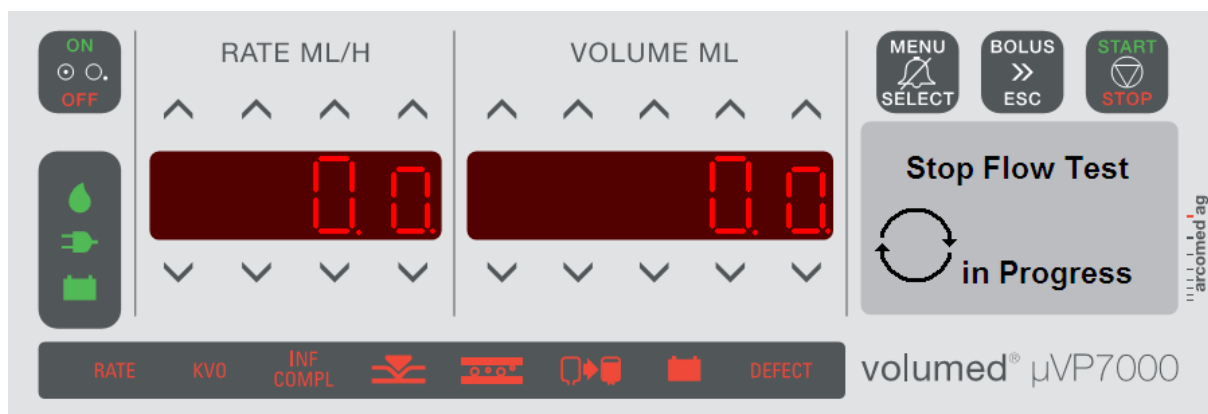 ON
OFF
RATE ML/H
VOLUME ML
MENU
SELECT
BOLUS
»
ESC
START
STOP
0.0.
0.0.
Stop Flow Test
in Progress
arcomed ag
RATE
KVO
INF
COMPL
DEFECT
volumed® µVP7000